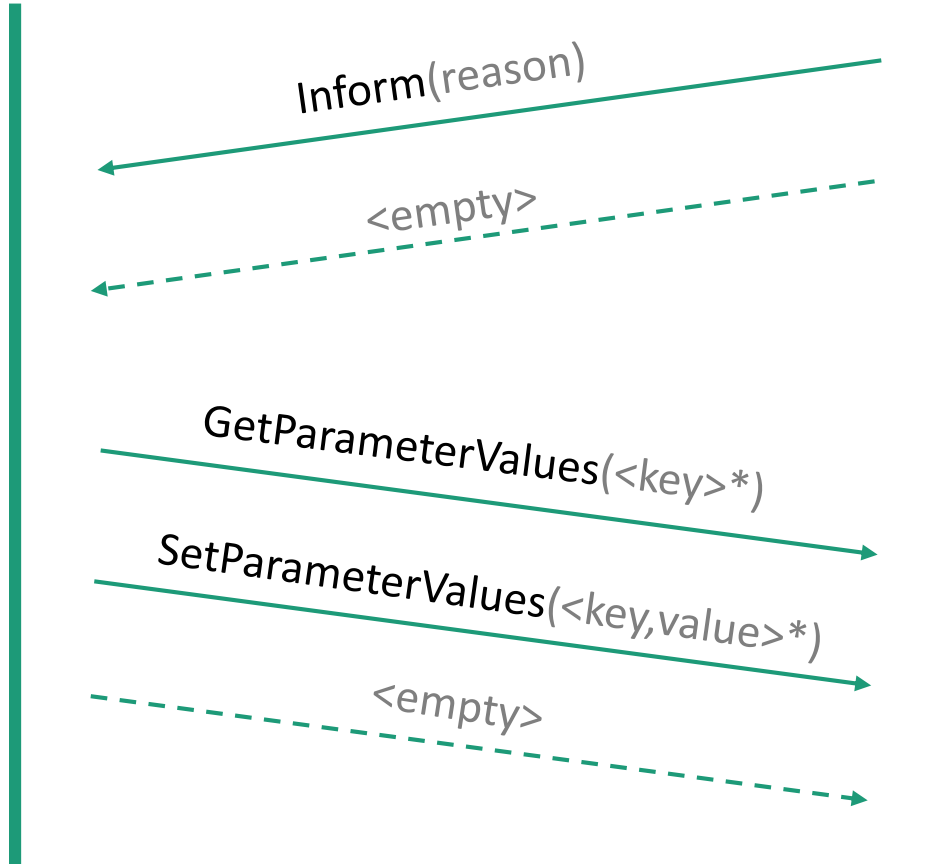 Inform(reason)
<empty>
GetParameterValues(<key>*)
SetParameterValues(<key,value>*)
<empty>